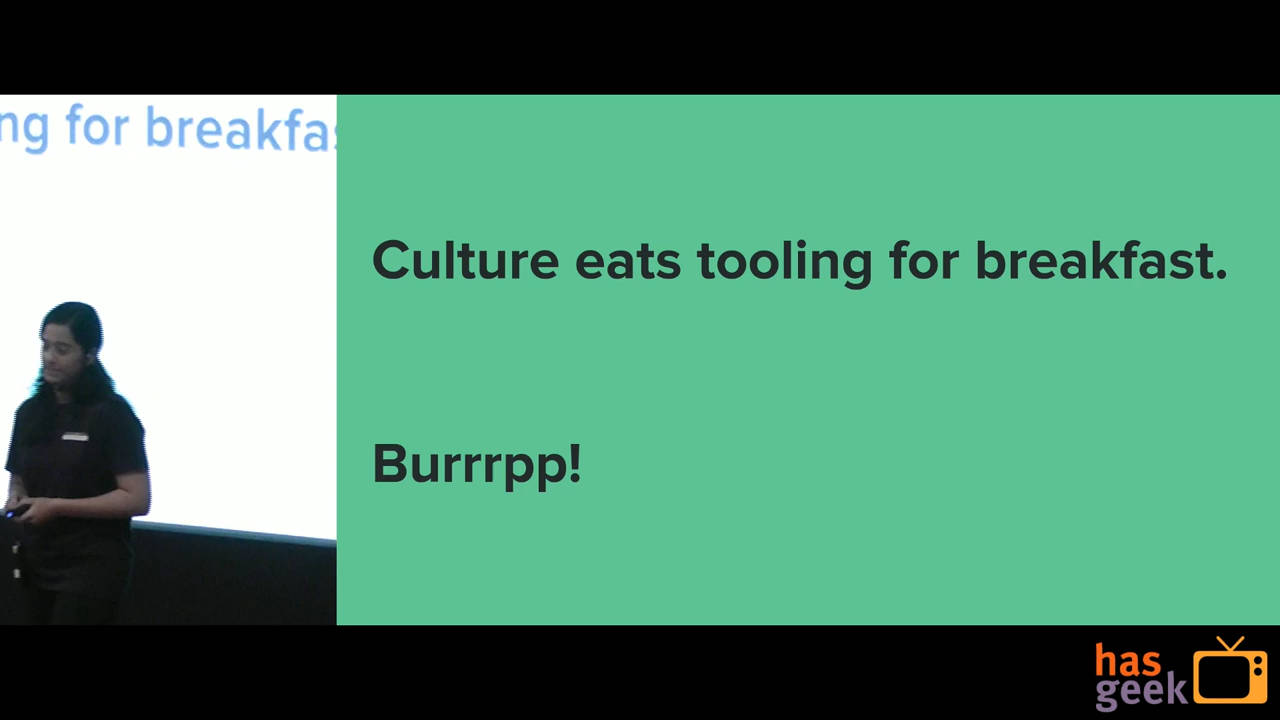 ng for breakfas
Culture eats tooling for breakfast.
Burrrpp!
has
geek